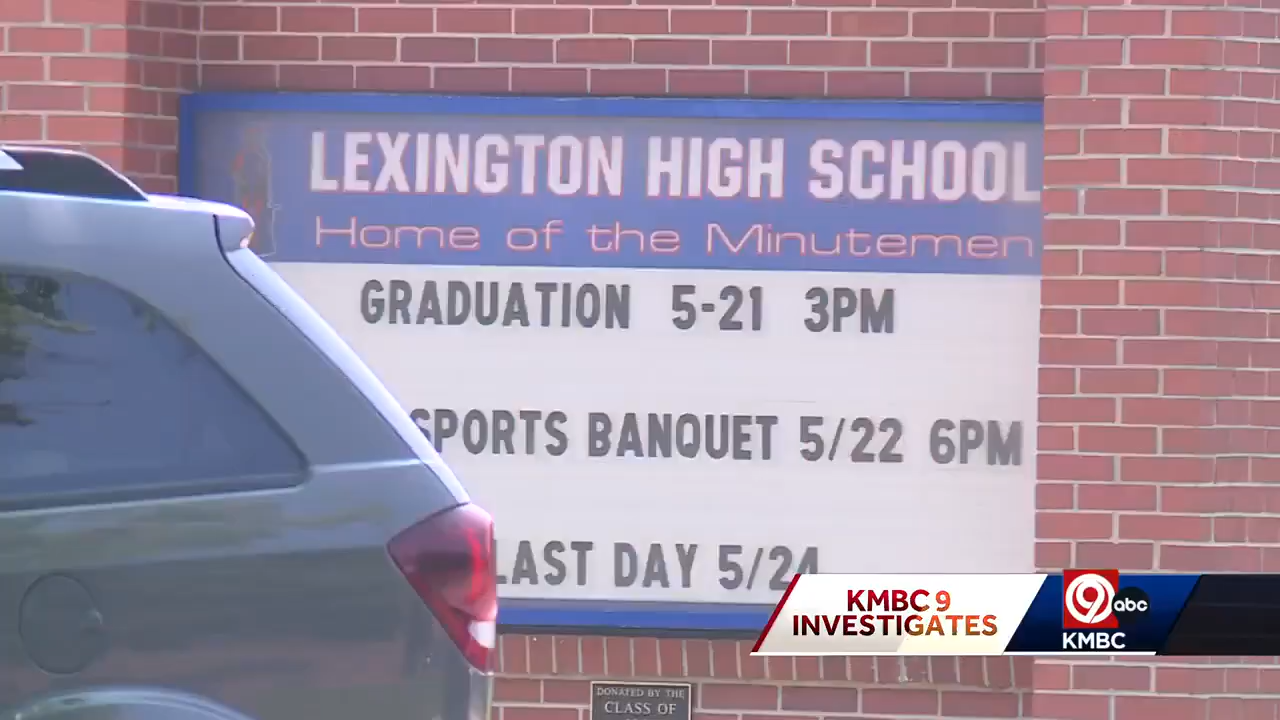 LEXINGTON HIGH SCHOOL
Home of the Minutemen
GRADUATION 5-21 3PM
SPORTS BANQUET 5/22 6PM
LAST DAY 5/24
KMBC 9
INVESTIGATES
9 abc
KMBC
DONATED BY THE
CLASS OF